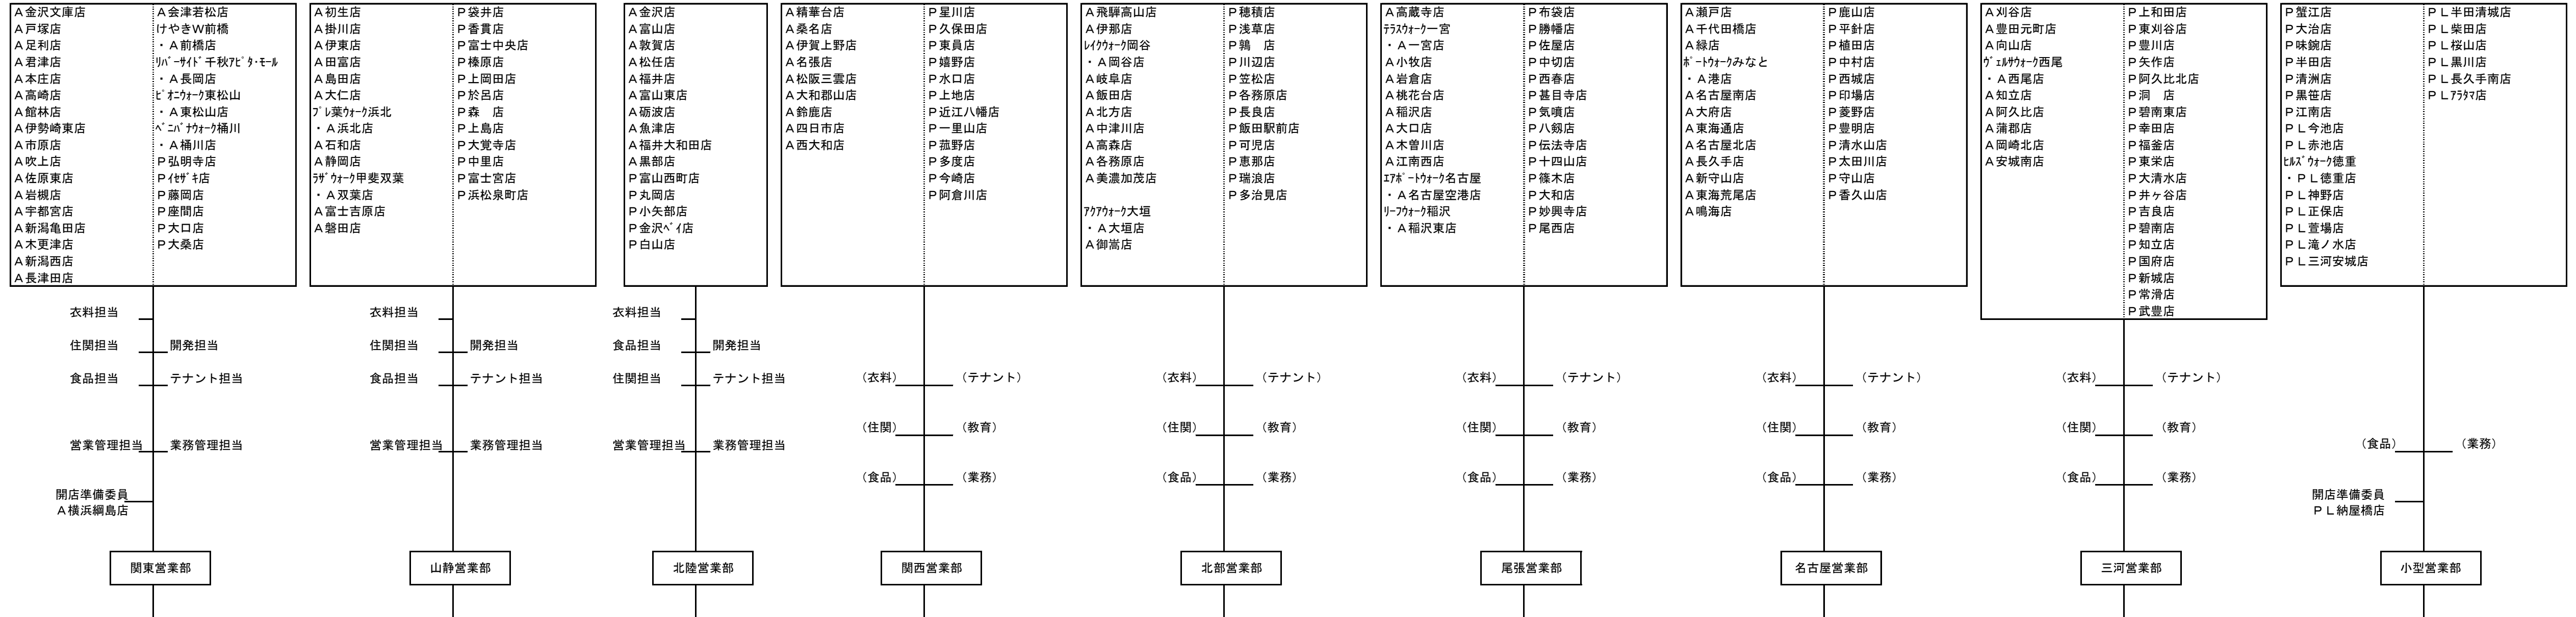 Ａ金沢文庫店
Ａ戸塚店
Ａ足利店
Ａ君津店
Ａ本庄店
Ａ高崎店
Ａ館林店
Ａ伊勢崎東店
Ａ市原店
Ａ吹上店
Ａ佐原東店
Ａ岩槻店
Ａ宇都宮店
Ａ新潟亀田店
Ａ木更津店
Ａ新潟西店
Ａ長津田店
Ａ会津若松店
けやきＷ前橋
・Ａ前橋店
ﾘﾊﾞｰｻｲﾄﾞ千秋ｱﾋﾟﾀ･ﾓｰﾙ
・Ａ長岡店
ﾋﾟｵﾆｳｫｰｸ東松山
・Ａ東松山店
ﾍﾞﾆﾊﾞﾅｳｫｰｸ桶川
・Ａ桶川店
Ｐ弘明寺店
Ｐｲｾｻﾞｷ店
Ｐ藤岡店
Ｐ座間店
Ｐ大口店
Ｐ大桑店
衣料担当
住関担当
開発担当
食品担当
テナント担当
営業管理担当
業務管理担当
開店準備委員
Ａ横浜綱島店
関東営業部
Ａ初生店
Ａ掛川店
Ａ伊東店
Ａ田富店
Ａ島田店
Ａ大仁店
ﾌﾟﾚ葉ｳｫｰｸ浜北
・Ａ浜北店
Ａ石和店
Ａ静岡店
ﾗｻﾞｳｫｰｸ甲斐双葉
・Ａ双葉店
Ａ富士吉原店
Ａ磐田店
Ｐ袋井店
Ｐ香貫店
Ｐ富士中央店
Ｐ榛原店
Ｐ上岡田店
Ｐ於呂店
Ｐ森　店
Ｐ上島店
Ｐ大覚寺店
Ｐ中里店
Ｐ富士宮店
Ｐ浜松泉町店
衣料担当
住関担当
開発担当
食品担当
テナント担当
営業管理担当
業務管理担当
山静営業部
Ａ金沢店
Ａ富山店
Ａ敦賀店
Ａ松任店
Ａ福井店
Ａ富山東店
Ａ砺波店
Ａ魚津店
Ａ福井大和田店
Ａ黒部店
Ｐ富山西町店
Ｐ丸岡店
Ｐ小矢部店
Ｐ金沢ﾍﾞｲ店
Ｐ白山店
衣料担当
食品担当
開発担当
住関担当
テナント担当
営業管理担当
業務管理担当
北陸営業部
Ａ精華台店
Ａ桑名店
Ａ伊賀上野店
Ａ名張店
Ａ松阪三雲店
Ａ大和郡山店
Ａ鈴鹿店
Ａ四日市店
Ａ西大和店
Ｐ星川店
Ｐ久保田店
Ｐ東員店
Ｐ嬉野店
Ｐ水口店
Ｐ上地店
Ｐ近江八幡店
Ｐ一里山店
Ｐ菰野店
Ｐ多度店
Ｐ今崎店
Ｐ阿倉川店
（衣料）
（テナント）
（住関）
（教育）
（食品）
（業務）
関西営業部
Ａ飛騨高山店
Ａ伊那店
ﾚｲｸｳｫｰｸ岡谷
・Ａ岡谷店
Ａ岐阜店
Ａ飯田店
Ａ北方店
Ａ中津川店
Ａ高森店
Ａ各務原店
Ａ美濃加茂店
ｱｸｱｳｫｰｸ大垣
・Ａ大垣店
Ａ御嵩店
Ｐ穂積店
Ｐ浅草店
Ｐ鶉　店
Ｐ川辺店
Ｐ笠松店
Ｐ各務原店
Ｐ長良店
Ｐ飯田駅前店
Ｐ可児店
Ｐ恵那店
Ｐ瑞浪店
Ｐ多治見店
（衣料）
（テナント）
（住関）
（教育）
（食品）
（業務）
北部営業部
Ａ高蔵寺店
ﾃﾗｽｳｫｰｸ一宮
・Ａ一宮店
Ａ小牧店
Ａ岩倉店
Ａ桃花台店
Ａ稲沢店
Ａ大口店
Ａ木曽川店
Ａ江南西店
ｴｱﾎﾟｰﾄｳｫｰｸ名古屋
・Ａ名古屋空港店
ﾘｰﾌｳｫｰｸ稲沢
・Ａ稲沢東店
Ｐ布袋店
Ｐ勝幡店
Ｐ佐屋店
Ｐ中切店
Ｐ西春店
Ｐ甚目寺店
Ｐ気噴店
Ｐ八剱店
Ｐ伝法寺店
Ｐ十四山店
Ｐ篠木店
Ｐ大和店
Ｐ妙興寺店
Ｐ尾西店
（衣料）
（テナント）
（住関）
（教育）
（食品）
（業務）
尾張営業部
Ａ瀬戸店
Ａ千代田橋店
Ａ緑店
ﾎﾟｰﾄｳｫｰｸみなと
・Ａ港店
Ａ名古屋南店
Ａ大府店
Ａ東海通店
Ａ名古屋北店
Ａ長久手店
Ａ新守山店
Ａ東海荒尾店
Ａ鳴海店
Ｐ鹿山店
Ｐ平針店
Ｐ植田店
Ｐ中村店
Ｐ西城店
Ｐ印場店
Ｐ菱野店
Ｐ豊明店
Ｐ清水山店
Ｐ太田川店
Ｐ守山店
Ｐ香久山店
（衣料）
（テナント）
（住関）
（教育）
（食品）
（業務）
名古屋営業部
Ａ刈谷店
Ａ豊田元町店
Ａ向山店
ｳﾞｪﾙｻｳｫｰｸ西尾
・Ａ西尾店
Ａ知立店
Ａ阿久比店
Ａ蒲郡店
Ａ岡崎北店
Ａ安城南店
Ｐ上和田店
Ｐ東刈谷店
Ｐ豊川店
Ｐ矢作店
Ｐ阿久比北店
Ｐ洞　店
Ｐ碧南東店
Ｐ幸田店
Ｐ福釜店
Ｐ東栄店
Ｐ大清水店
Ｐ井ヶ谷店
Ｐ吉良店
Ｐ碧南店
Ｐ知立店
Ｐ国府店
Ｐ新城店
Ｐ常滑店
Ｐ武豊店
（衣料）
（テナント）
（住関）
（教育）
（食品）
（業務）
三河営業部
Ｐ蟹江店
Ｐ大治店
Ｐ味鋺店
Ｐ半田店
Ｐ清洲店
Ｐ黒笹店
Ｐ江南店
ＰＬ今池店
ＰＬ赤池店
ﾋﾙｽﾞｳｫｰｸ徳重
・ＰＬ徳重店
ＰＬ神野店
ＰＬ正保店
ＰＬ萱場店
ＰＬ滝ノ水店
ＰＬ三河安城店
ＰＬ半田清城店
ＰＬ柴田店
ＰＬ桜山店
ＰＬ黒川店
ＰＬ長久手南店
ＰＬｱﾗﾀﾏ店
（食品）
（業務）
開店準備委員
ＰＬ納屋橋店
小型営業部